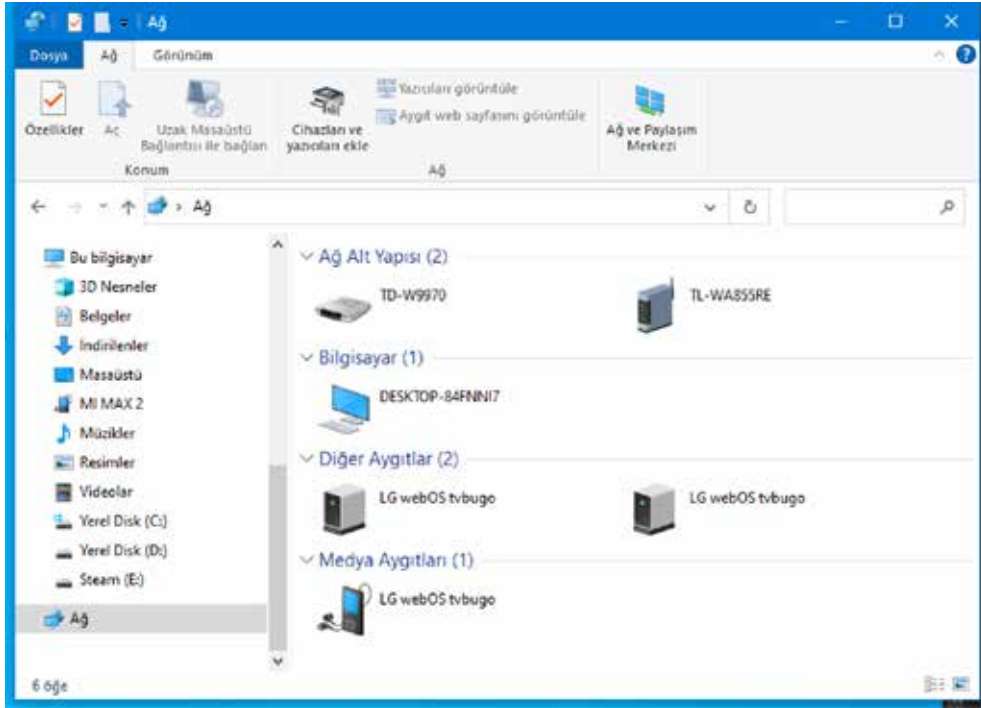 Ağ
Dosya Ağ Görünüm
Yazıcıları görüntüle
Aygıt web sayfasını görüntüle
Özellikler Aç Uzak Masaüstü Bağlantısı ile bağlan Cihazları ve yazıcıları ekle Ağ ve Paylaşım Merkezi
Konum Ağ
Ağ
Bu bilgisayar
3D Nesneler
Belgeler
İndirilenler
Masaüstü
MI MAX 2
Müzikler
Resimler
Videolar
Yerel Disk (C:)
Yerel Disk (D:)
Steam (E:)
Ağ
Ağ Alt Yapısı (2)
TD-W9970 TL-WA855RE
Bilgisayar (1)
DESKTOP-84FNNI7
Diğer Aygıtlar (2)
LG webOS tvbugo LG webOS tvbugo
Medya Aygıtları (1)
LG webOS tvbugo
6 öğe